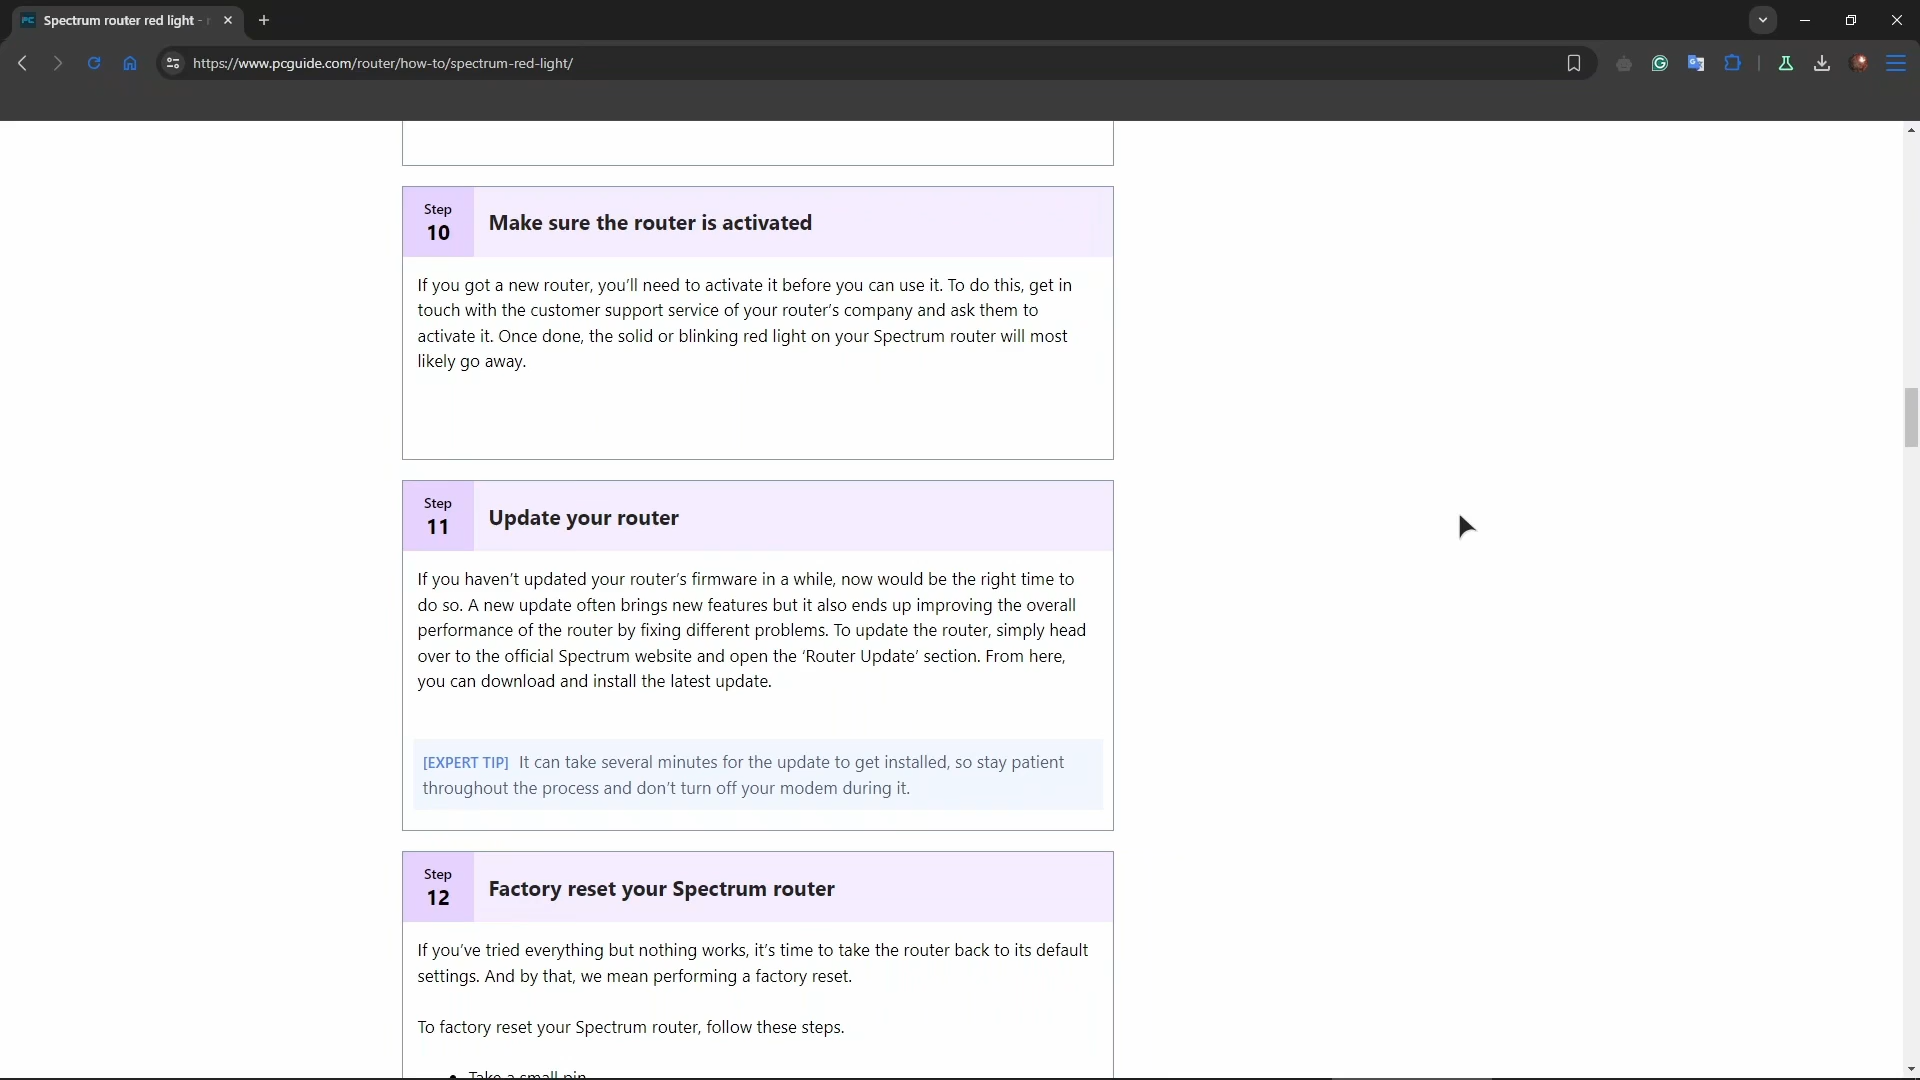 Spectrum router red light -
https://www.pcguide.com/router/how-to/spectrum-red-light/
Step
10
Make sure the router is activated
If you got a new router, you’ll need to activate it before you can use it. To do this, get in
touch with the customer support service of your router’s company and ask them to
activate it. Once done, the solid or blinking red light on your Spectrum router will most
likely go away.
Step
11
Update your router
If you haven’t updated your router’s firmware in a while, now would be the right time to
do so. A new update often brings new features but it also ends up improving the overall
performance of the router by fixing different problems. To update the router, simply head
over to the official Spectrum website and open the ‘Router Update’ section. From here,
you can download and install the latest update.
[EXPERT TIP] It can take several minutes for the update to get installed, so stay patient
throughout the process and don’t turn off your modem during it.
Step
12
Factory reset your Spectrum router
If you’ve tried everything but nothing works, it’s time to take the router back to its default
settings. And by that, we mean performing a factory reset.
To factory reset your Spectrum router, follow these steps.
• Take a small pin